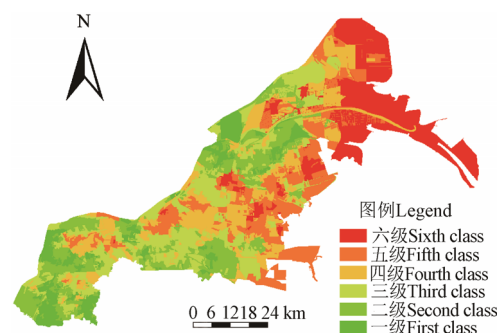 N
图例Legend
六级Sixth class
五级Fifth class
四级Fourth class
三级Third class
二级Second class
一级First class
0 6 12 18 24 km